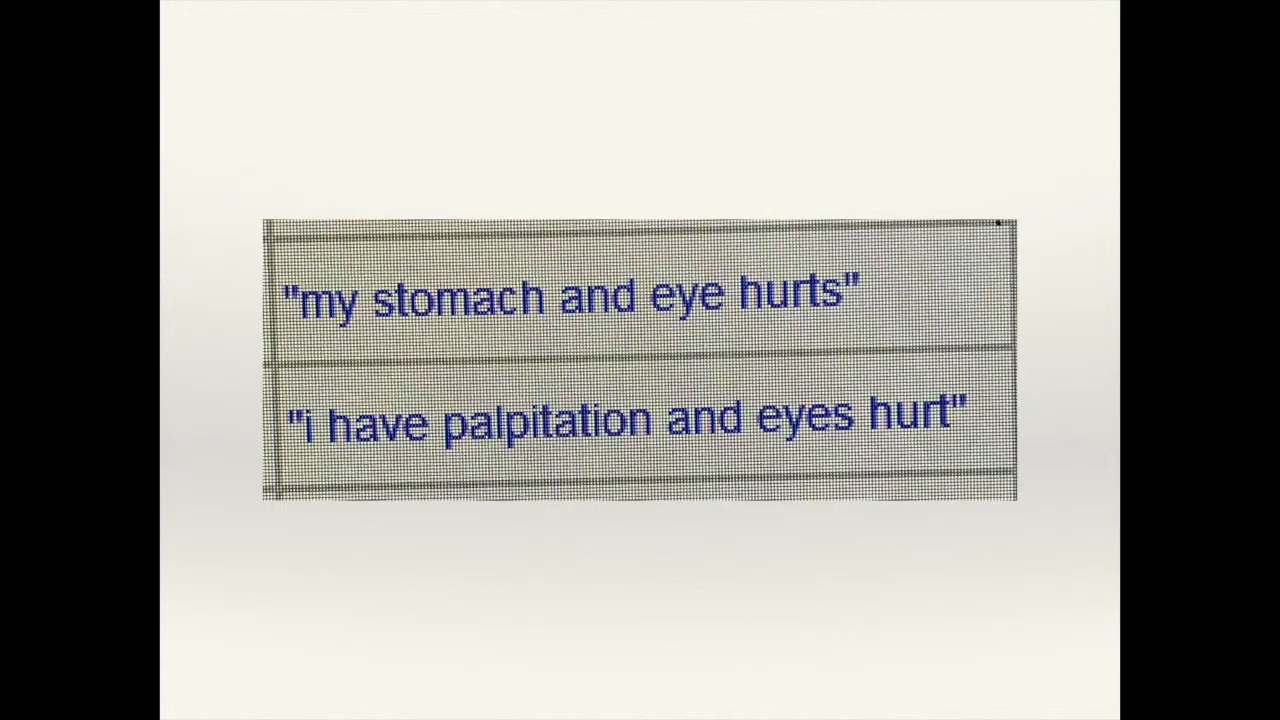 "my stomach and eye hurts"
"i have palpitation and eyes hurt"